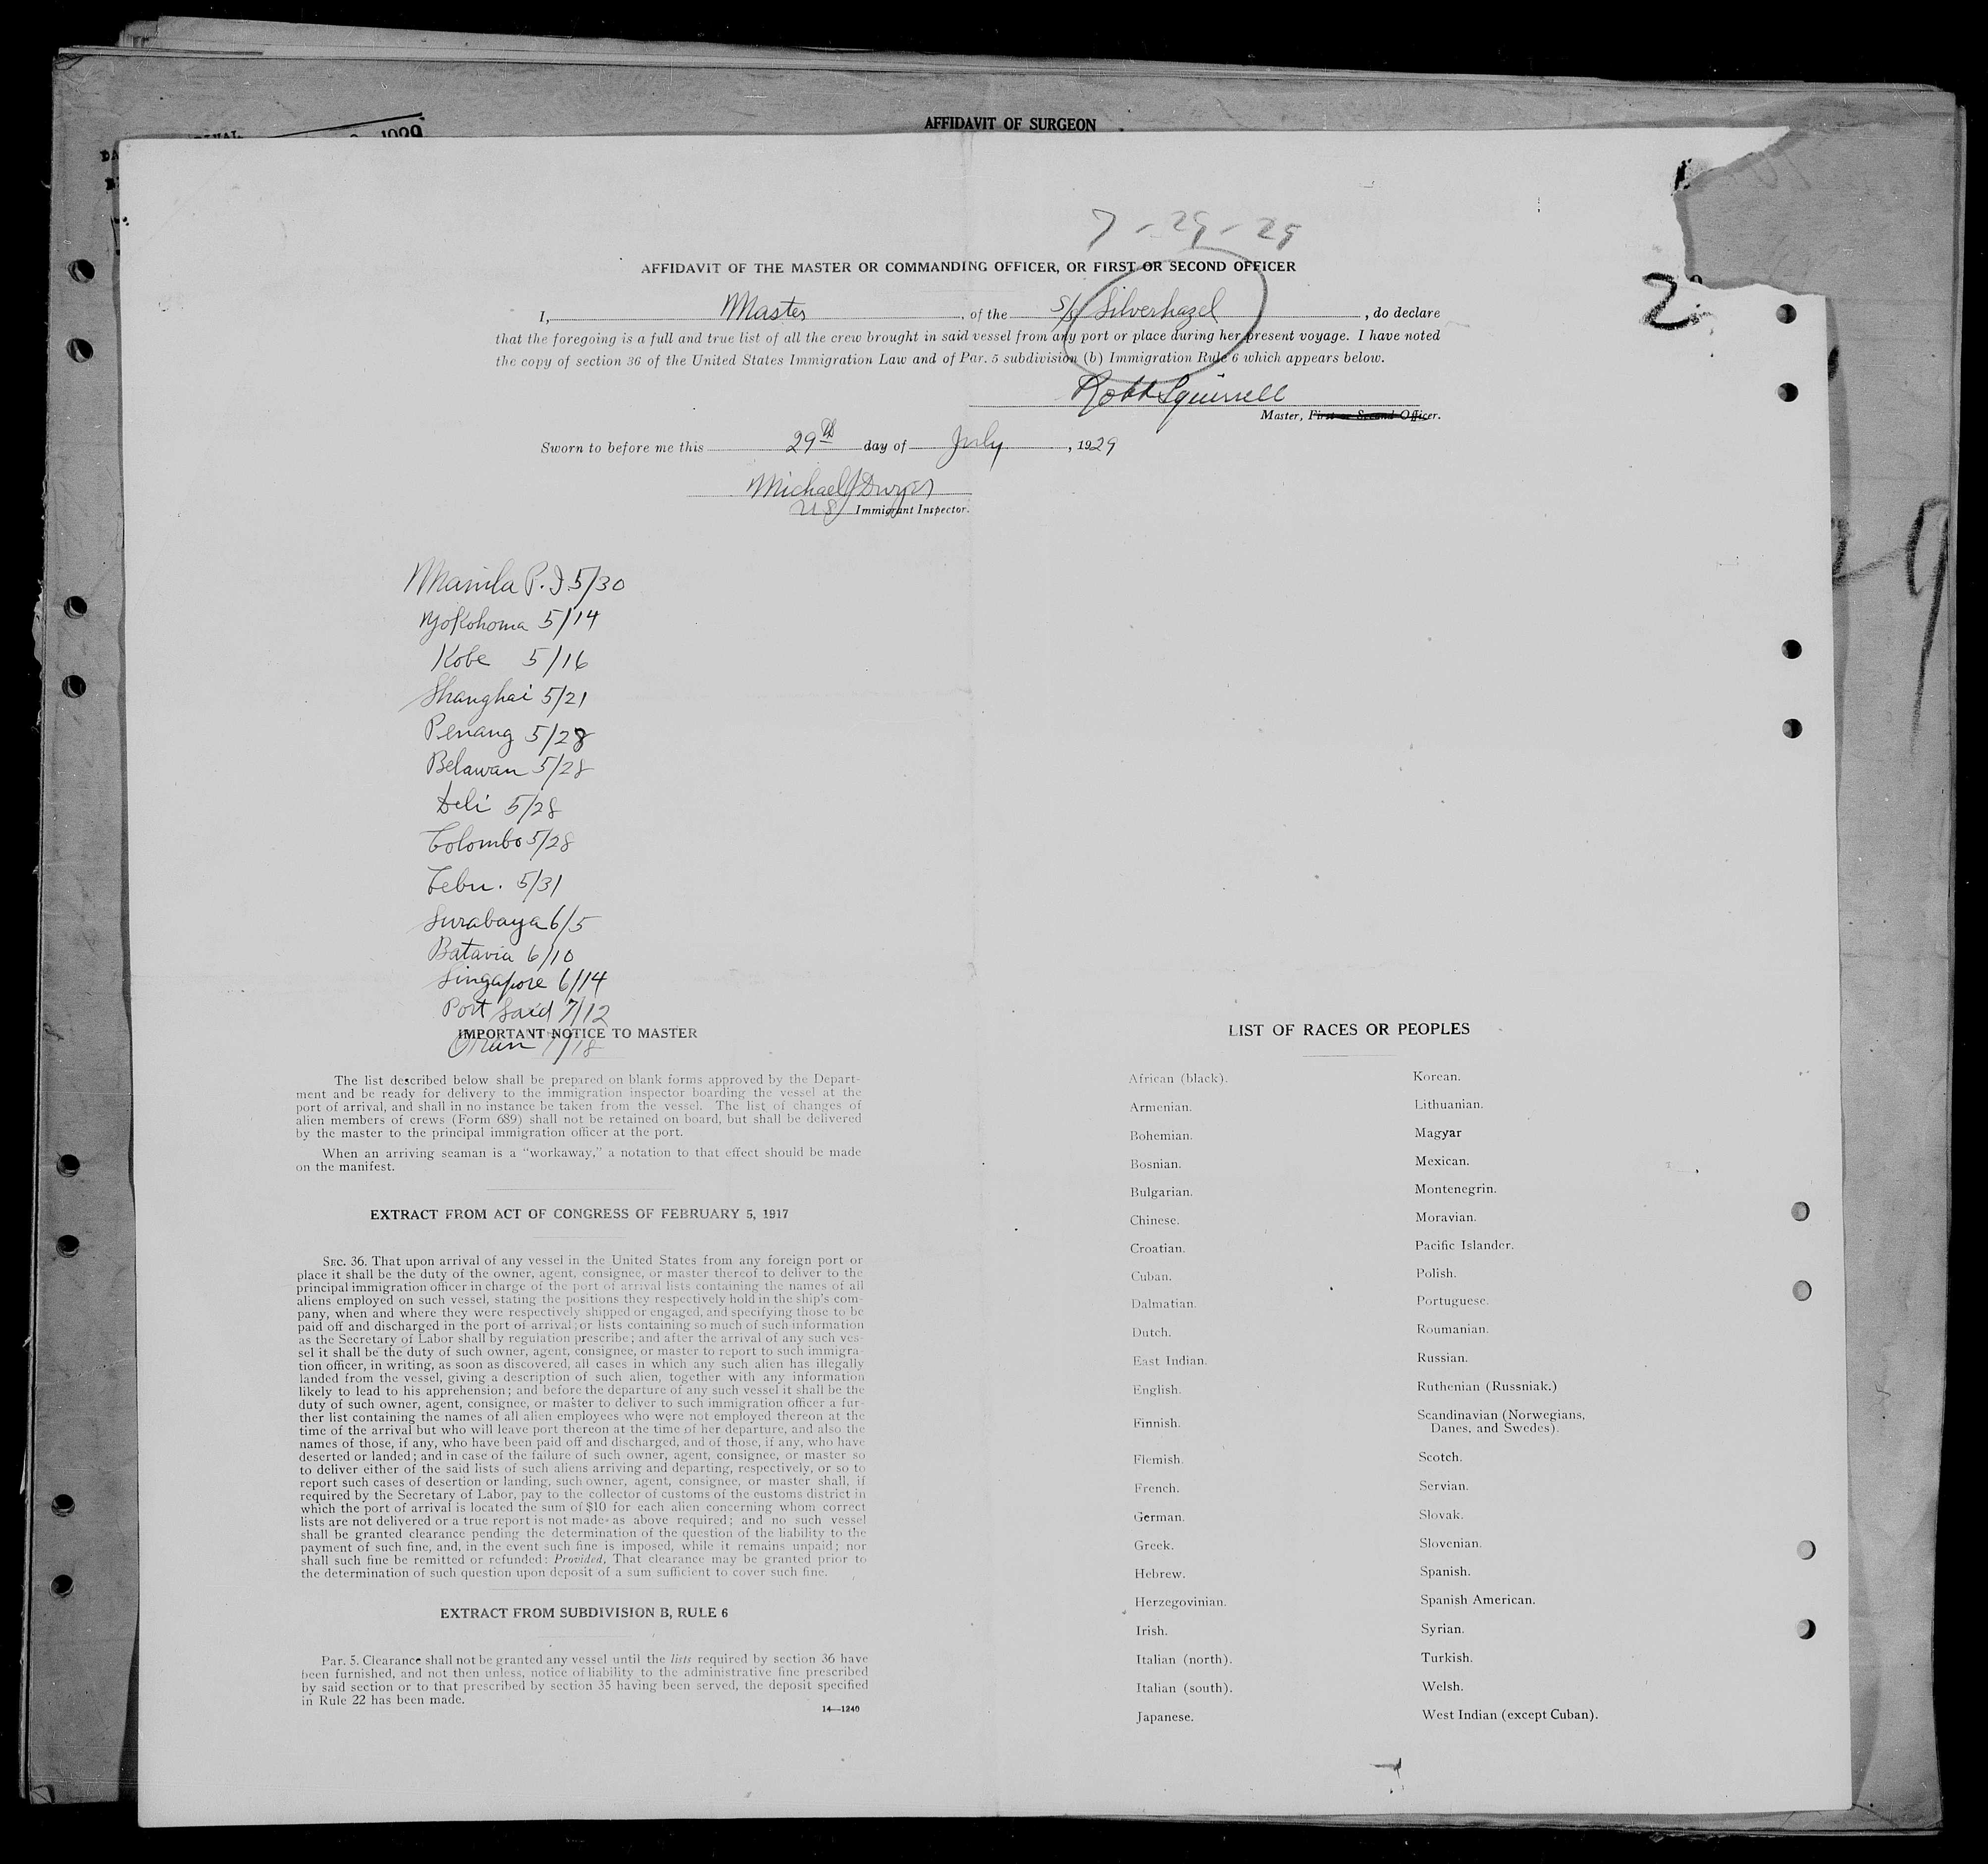 AFFIDAVIT OF SURGEON
1929
7 - 29 - 29
AFFIDAVIT OF THE MASTER OR COMMANDING OFFICER, OR FIRST OR SECOND OFFICER
I, Master, of the S/S Silverhazel, do declare
that the foregoing is a full and true list of all the crew brought in said vessel from any port or place during her present voyage. I have noted
the copy of section 36 of the United States Immigration Law and of Par. 5 subdivision (b) Immigration Rule 6 which appears below.
Robt Squirrell
Master, First or Second Officer.
Sworn to before me this 29th day of July, 1929
Michael J Dwyer
US Immigrant Inspector.
Manila P.I 5/30
Yokohoma 5/14
Kobe 5/16
Shanghai 5/21
Penang 5/28
Belawan 5/28
Deli 5/28
Colombo 5/28
Cebu. 5/31
Surabaya 6/5
Batavia 6/10
Singapore 6/14
Port Said 7/12
IMPORTANT NOTICE TO MASTER
Oran 7/18
The list described below shall be prepared on blank forms approved by the Depart-
ment and be ready for delivery to the immigration inspector boarding the vessel at the
port of arrival, and shall in no instance be taken from the vessel. The list of changes of
alien members of crews (Form 689) shall not be retained on board, but shall be delivered
by the master to the principal immigration officer at the port.
When an arriving seaman is a "workaway," a notation to that effect should be made
on the manifest.
EXTRACT FROM ACT OF CONGRESS OF FEBRUARY 5, 1917
SEC. 36. That upon arrival of any vessel in the United States from any foreign port or
place it shall be the duty of the owner, agent, consignee, or master thereof to deliver to the
principal immigration officer in charge of the port of arrival lists containing the names of all
aliens employed on such vessel, stating the positions they respectively hold in the ship's com-
pany, when and where they were respectively shipped or engaged, and specifying those to be
paid off and discharged in the port of arrival; or lists containing so much of such information
as the Secretary of Labor shall by regulation prescribe; and after the arrival of any such ves-
sel it shall be the duty of such owner, agent, consignee, or master to report to such immigra-
tion officer, in writing, as soon as discovered, all cases in which any such alien has illegally
landed from the vessel, giving a description of such alien, together with any information
likely to lead to his apprehension; and before the departure of any such vessel it shall be the
duty of such owner, agent, consignee, or master to deliver to such immigration officer a fur-
ther list containing the names of all alien employees who were not employed thereon at the
time of the arrival but who will leave port thereon at the time of her departure, and also the
names of those, if any, who have been paid off and discharged, and of those, if any, who have
deserted or landed; and in case of the failure of such owner, agent, consignee, or master so
to deliver either of the said lists of such aliens arriving and departing, respectively, or so to
report such cases of desertion or landing, such owner, agent, consignee, or master shall, if
required by the Secretary of Labor, pay to the collector of customs of the customs district in
which the port of arrival is located the sum of $10 for each alien concerning whom correct
lists are not delivered or a true report is not made as above required; and no such vessel
shall be granted clearance pending the determination of the question of the liability to the
payment of such fine, and, in the event such fine is imposed, while it remains unpaid; nor
shall such fine be remitted or refunded: Provided, That clearance may be granted prior to
the determination of such question upon deposit of a sum sufficient to cover such fine.
EXTRACT FROM SUBDIVISION B, RULE 6
Par. 5. Clearance shall not be granted any vessel until the lists required by section 36 have
been furnished, and not then unless, notice of liability to the administrative fine prescribed
by said section or to that prescribed by section 35 having been served, the deposit specified
in Rule 22 has been made.
14—1240
LIST OF RACES OR PEOPLES
African (black).
Armenian.
Bohemian.
Bosnian.
Bulgarian.
Chinese.
Croatian.
Cuban.
Dalmatian.
Dutch.
East Indian.
English.
Finnish.
Flemish.
French.
German.
Greek.
Hebrew.
Herzegovinian.
Irish.
Italian (north).
Italian (south).
Japanese.
Korean.
Lithuanian.
Magyar
Mexican.
Montenegrin.
Moravian.
Pacific Islander.
Polish.
Portuguese.
Roumanian.
Russian.
Ruthenian (Russniak.)
Scandinavian (Norwegians,
Danes, and Swedes).
Scotch.
Servian.
Slovak.
Slovenian.
Spanish.
Spanish American.
Syrian.
Turkish.
Welsh.
West Indian (except Cuban).